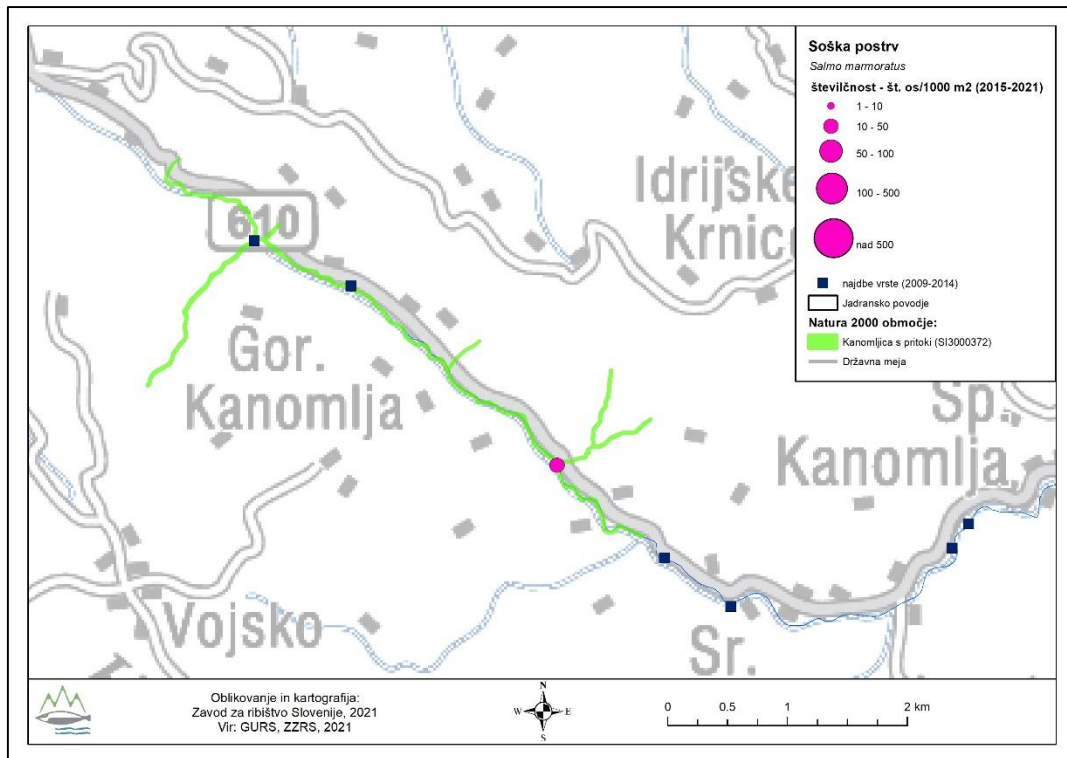 Soška postrv
Salmo marmoratus
številčnost - št. os/1000 m2 (2015-2021)
1 - 10
10 - 50
50 - 100
100 - 500
nad 500
najdbe vrste (2009-2014)
Jadransko povodje
Natura 2000 območje:
Kanomljica s pritoki (SI3000372)
Državna meja
Idrijske
Krnice
610
Gor.
Kanomlja
Sp.
Kanomlja
Vojsko
Sr.
Oblikovanje in kartografija:
Zavod za ribištvo Slovenije, 2021
Vir: GURS, ZZRS, 2021
N
W
E
S
0 0.5 1 2 km